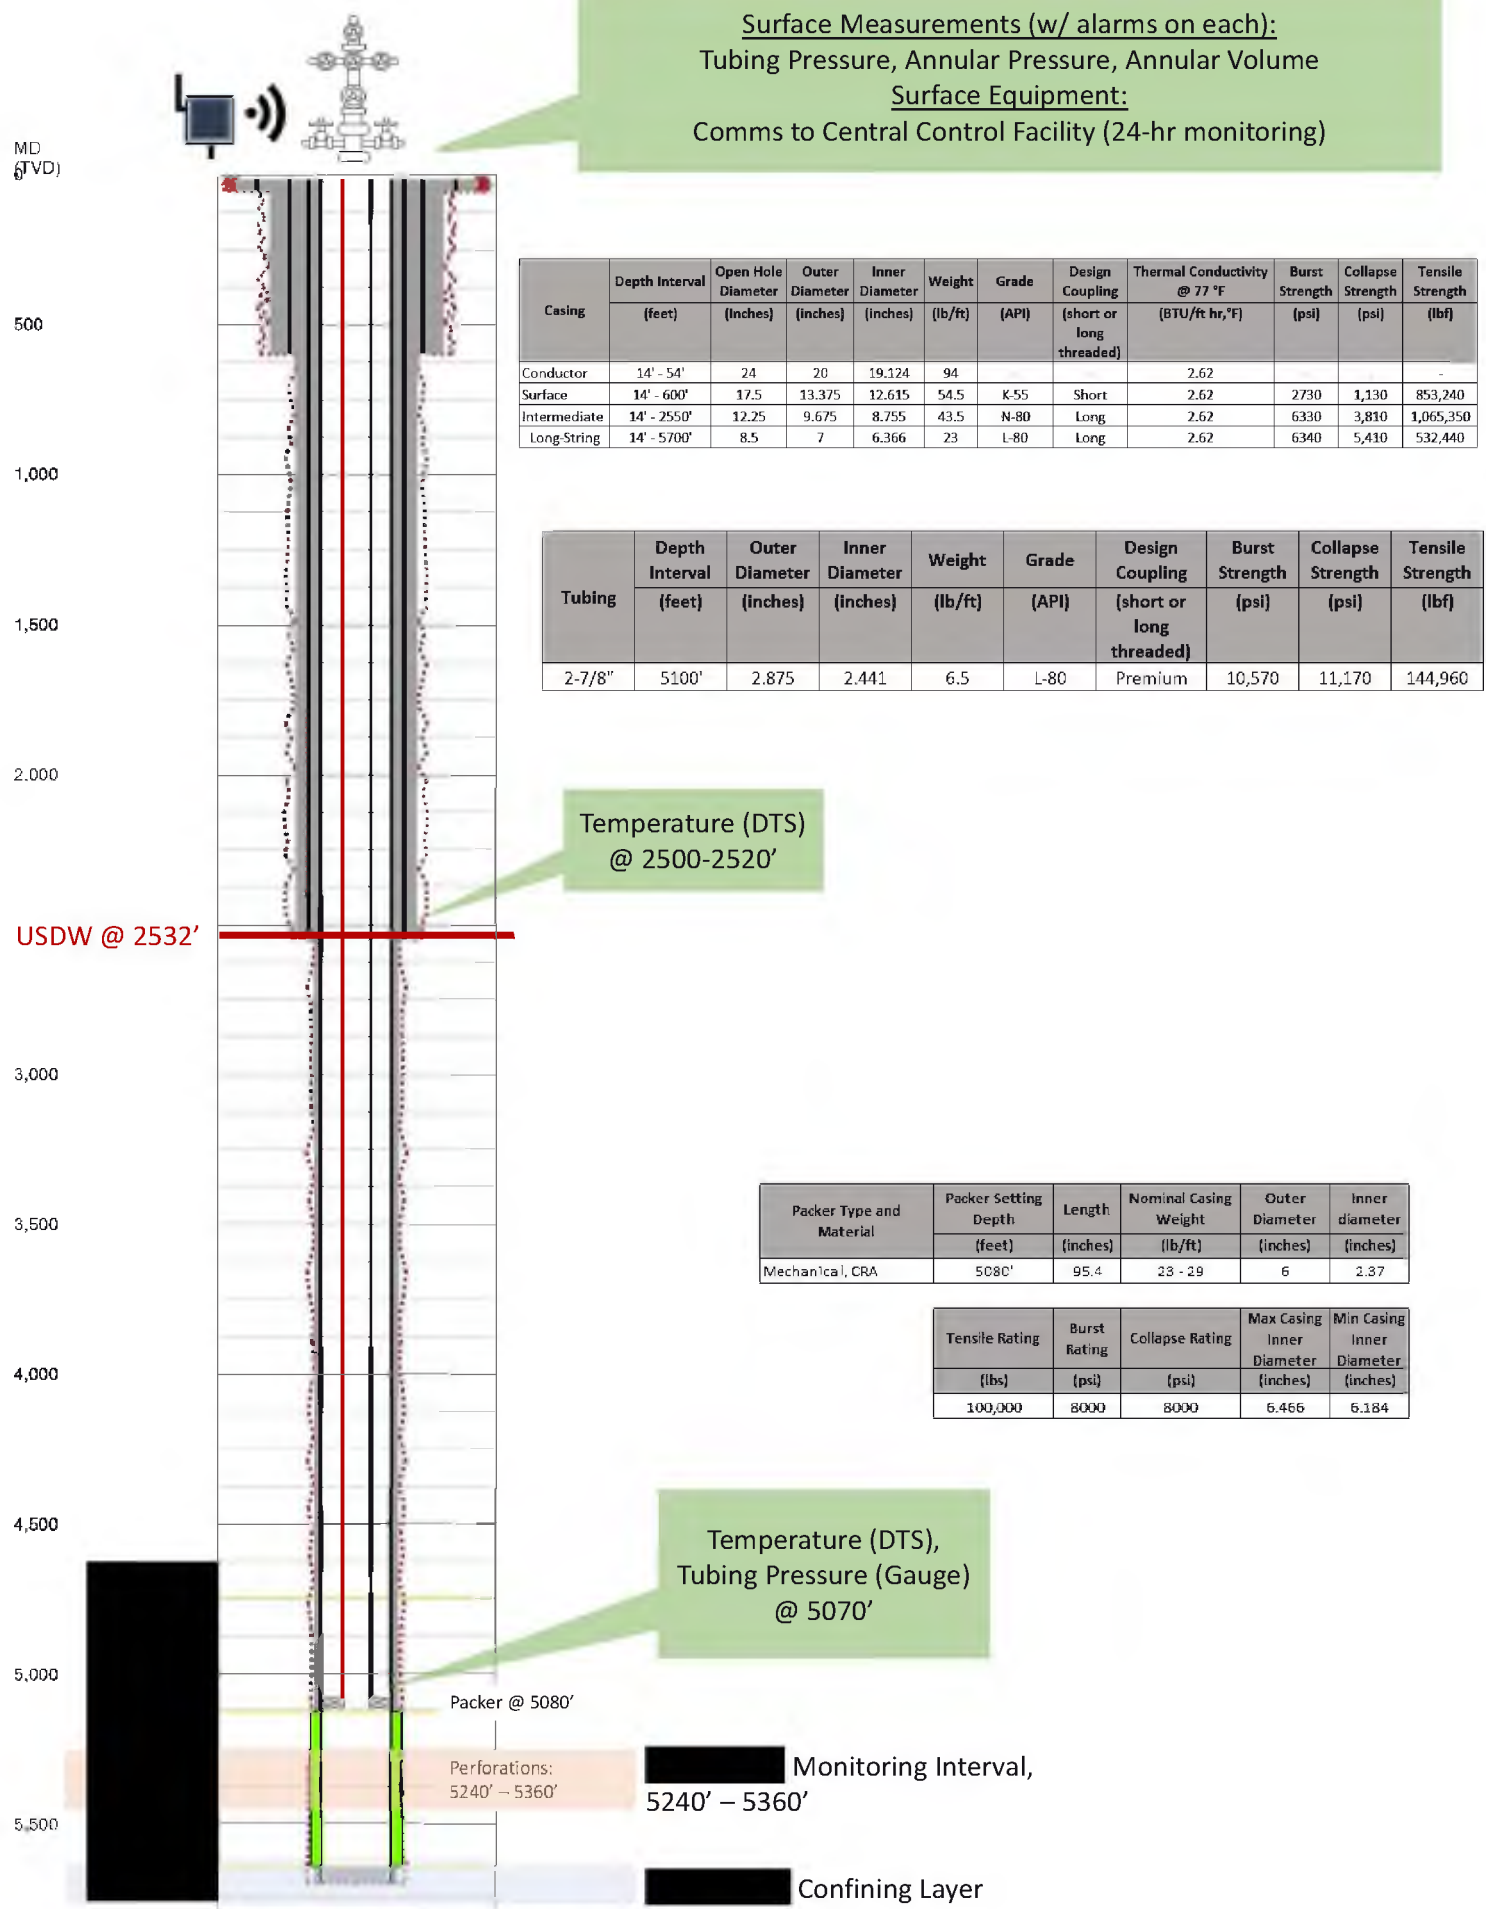 Surface Measurements (w/ alarms on each):
Tubing Pressure, Annular Pressure, Annular Volume
Surface Equipment:
Comms to Central Control Facility (24-hr monitoring)
MD
(TVD)
0
500
1,000
1,500
2.000
USDW @ 2532’
3,000
3,500
4,000
4,500
5,000
5,500
Casing Depth Interval Open Hole Diameter Outer Diameter Inner Diameter Weight Grade Design Coupling Thermal Conductivity @ 77 °F Burst Strength Collapse Strength Tensile Strength
(feet) (Inches) (inches) (inches) (lb/ft) (API) (short or long threaded) (BTU/ft hr,°F) (psi) (psi) (lbf)
Conductor 14' - 54' 24 20 19.124 94 2.62 -
Surface 14' - 600' 17.5 13.375 12.615 54.5 K-55 Short 2.62 2730 1,130 853,240
Intermediate 14' - 2550' 12.25 9.675 8.755 43.5 N-80 Long 2.62 6330 3,810 1,065,350
Long-String 14' - 5700' 8.5 7 6.366 23 L-80 Long 2.62 6340 5,410 532,440
Tubing Depth Interval Outer Diameter Inner Diameter Weight Grade Design Coupling Burst Strength Collapse Strength Tensile Strength
(feet) (inches) (inches) (lb/ft) (API) (short or long threaded) (psi) (psi) (lbf)
2-7/8" 5100' 2.875 2.441 6.5 L-80 Premium 10,570 11,170 144,960
Temperature (DTS)
@ 2500-2520’
Packer Type and Material Packer Setting Depth Length Nominal Casing Weight Outer Diameter Inner diameter
(feet) (inches) (lb/ft) (inches) (inches)
Mechanical, CRA 5080' 95.4 23 - 29 6 2.37
Tensile Rating Burst Rating Collapse Rating Max Casing Inner Diameter Min Casing Inner Diameter
(lbs) (psi) (psi) (inches) (inches)
100,000 8000 8000 6.466 6.184
Temperature (DTS),
Tubing Pressure (Gauge)
@ 5070’
Packer @ 5080’
Perforations:
5240’ – 5360’
Monitoring Interval,
5240’ – 5360’
Confining Layer